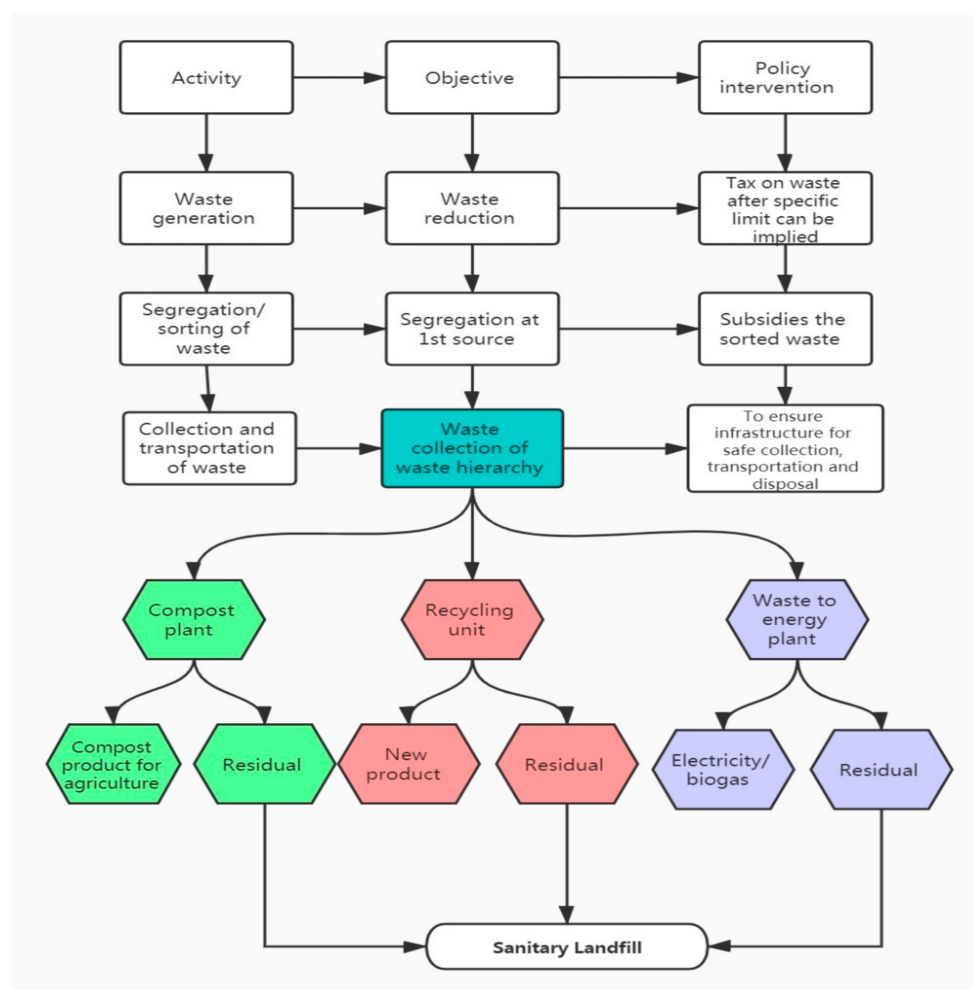 Activity
Objective
Policy
intervention
Waste
generation
Waste
reduction
Tax on waste
after specific
limit can be
implied
Segregation/
sorting of
waste
Segregation at
1st source
Subsidies the
sorted waste
Collection and
transportation
of waste
Waste
collection of
waste hierarchy
To ensure
infrastructure for
safe collection,
transportation and
disposal
Compost
plant
Recycling
unit
Waste to
energy
plant
Compost
product for
agriculture
Residual
New
product
Residual
Electricity/
biogas
Residual
Sanitary Landfill